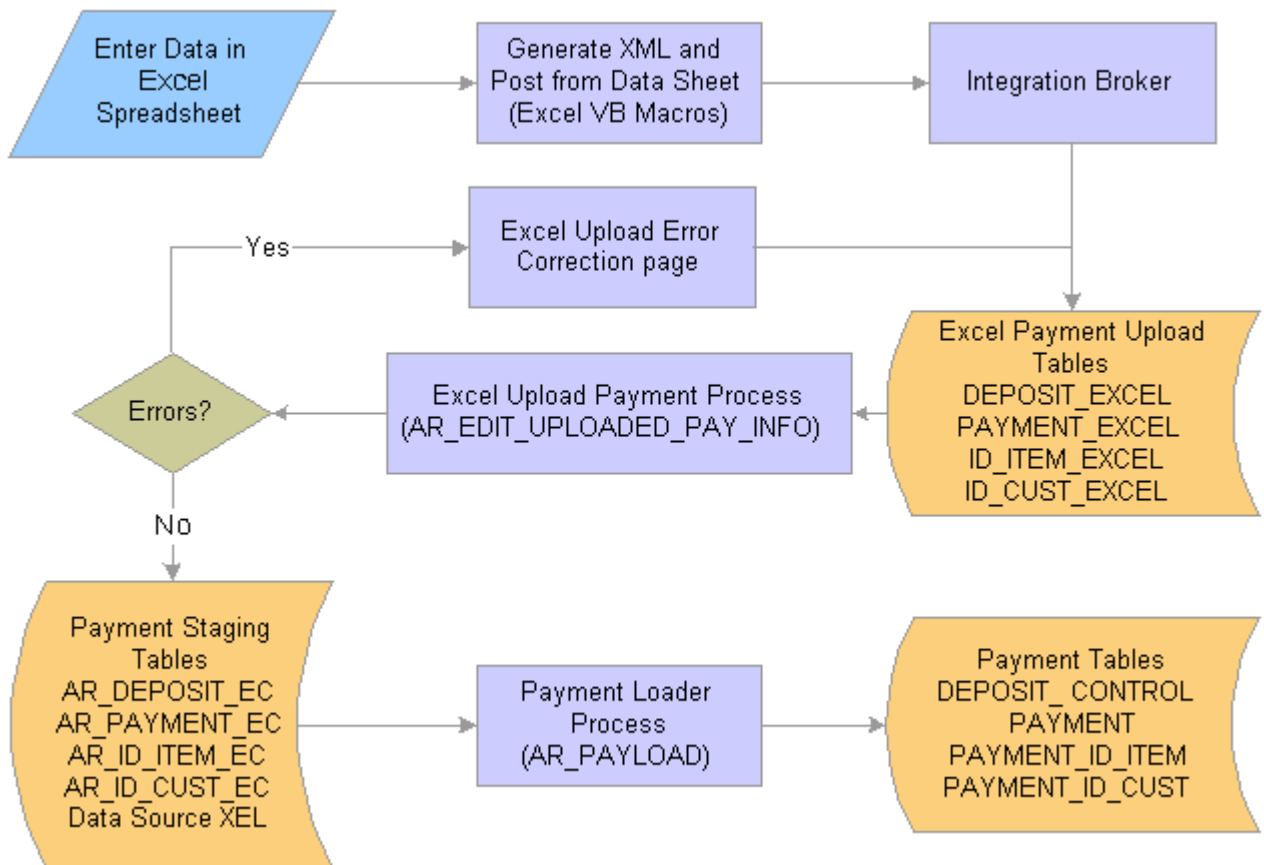 Enter Data in
Excel
Spreadsheet
Generate XML and
Post from Data Sheet
(Excel VB Macros)
Integration Broker
Yes
Excel Upload Error
Correction page
Excel Payment Upload
Tables
DEPOSIT_EXCEL
PAYMENT_EXCEL
ID_ITEM_EXCEL
ID_CUST_EXCEL
Excel Upload Payment Process
(AR_EDIT_UPLOADED_PAY_INFO)
Errors?
No
Payment Staging
Tables
AR_DEPOSIT_EC
AR_PAYMENT_EC
AR_ID_ITEM_EC
AR_ID_CUST_EC
Data Source XEL
Payment Loader
Process
(AR_PAYLOAD)
Payment Tables
DEPOSIT_ CONTROL
PAYMENT
PAYMENT_ID_ITEM
PAYMENT_ID_CUST